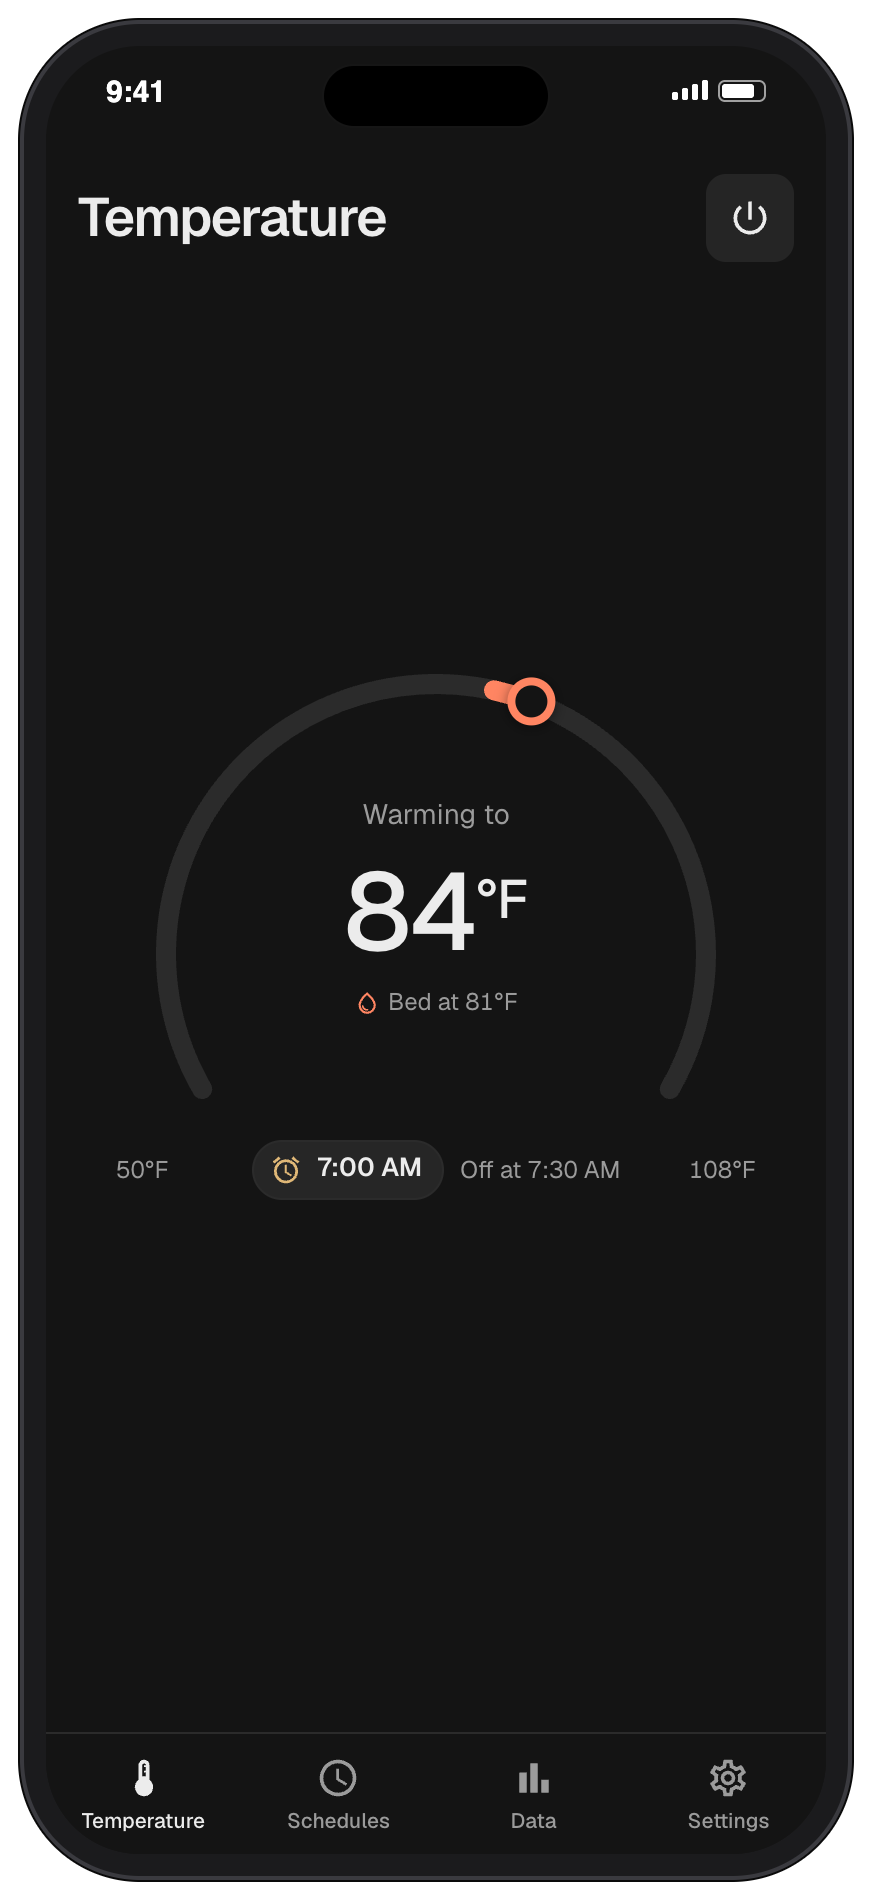 9:41
Temperature
Warming to
84°F
Bed at 81°F
50°F
7:00 AM
Off at 7:30 AM
108°F
Temperature
Schedules
Data
Settings